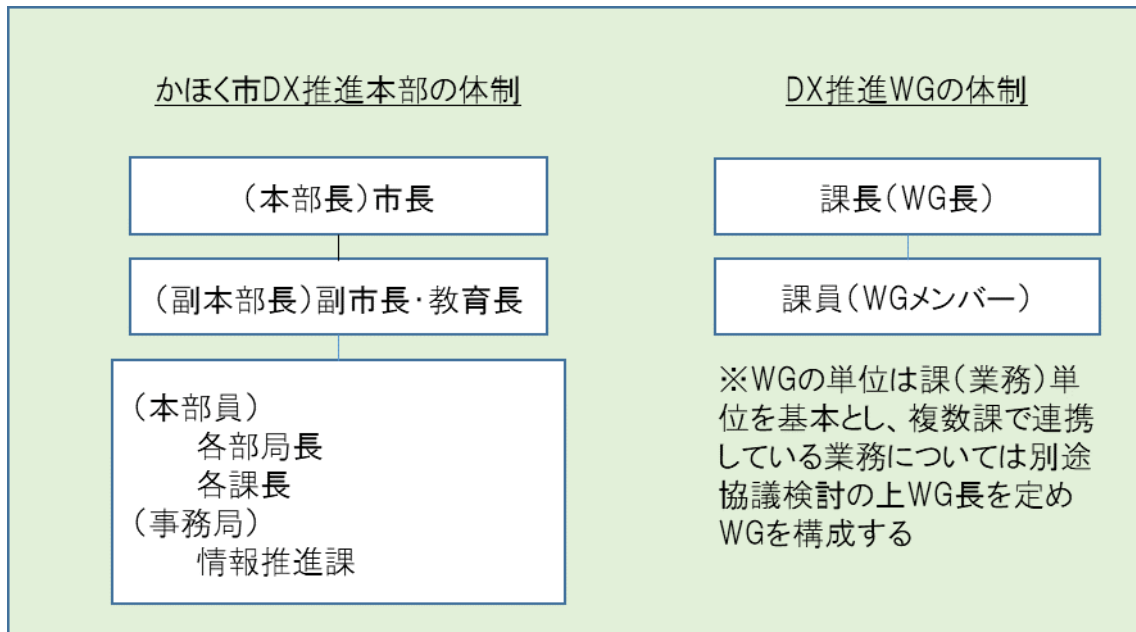 かほく市DX推進本部の体制
(本部長)市長
(副本部長)副市長・教育長
(本部員)
各部局長
各課長
(事務局)
情報推進課
DX推進WGの体制
課長(WG長)
課員(WGメンバー)
※WGの単位は課(業務)単
位を基本とし、複数課で連携
している業務については別途
協議検討の上WG長を定め
WGを構成する